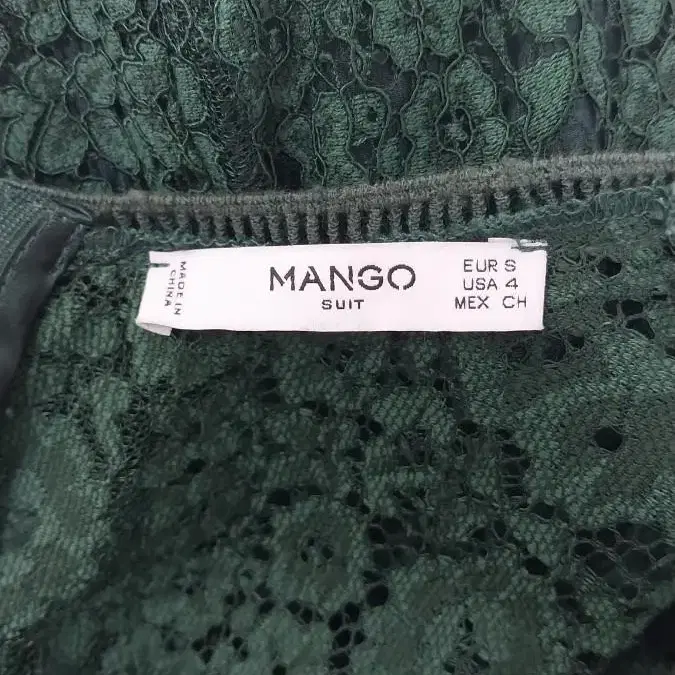 MADE IN
CHINA
MANGO
SUIT
EUR S
USA 4
MEX CH